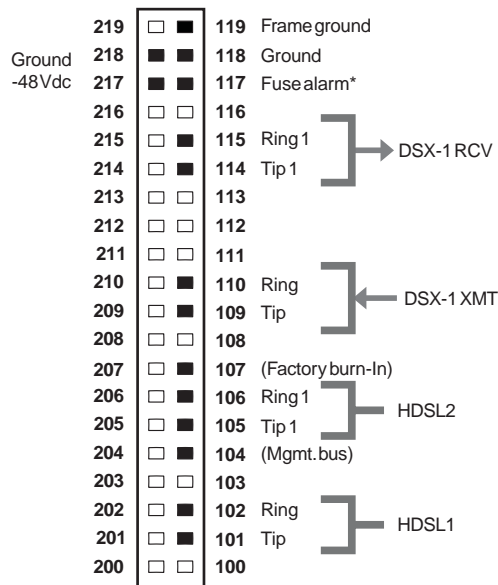 219 119 Frame ground
Ground 218 118 Ground
-48Vdc 217 117 Fuse alarm*
216 116
215 115 Ring 1
DSX-1 RCV
214 114 Tip 1
213 113
212 112
211 111
210 110 Ring
DSX-1 XMT
209 109 Tip
208 108
207 107 (Factory burn-In)
206 106 Ring 1
HDSL2
205 105 Tip 1
204 104 (Mgmt. bus)
203 103
202 102 Ring
HDSL1
201 101 Tip
200 100